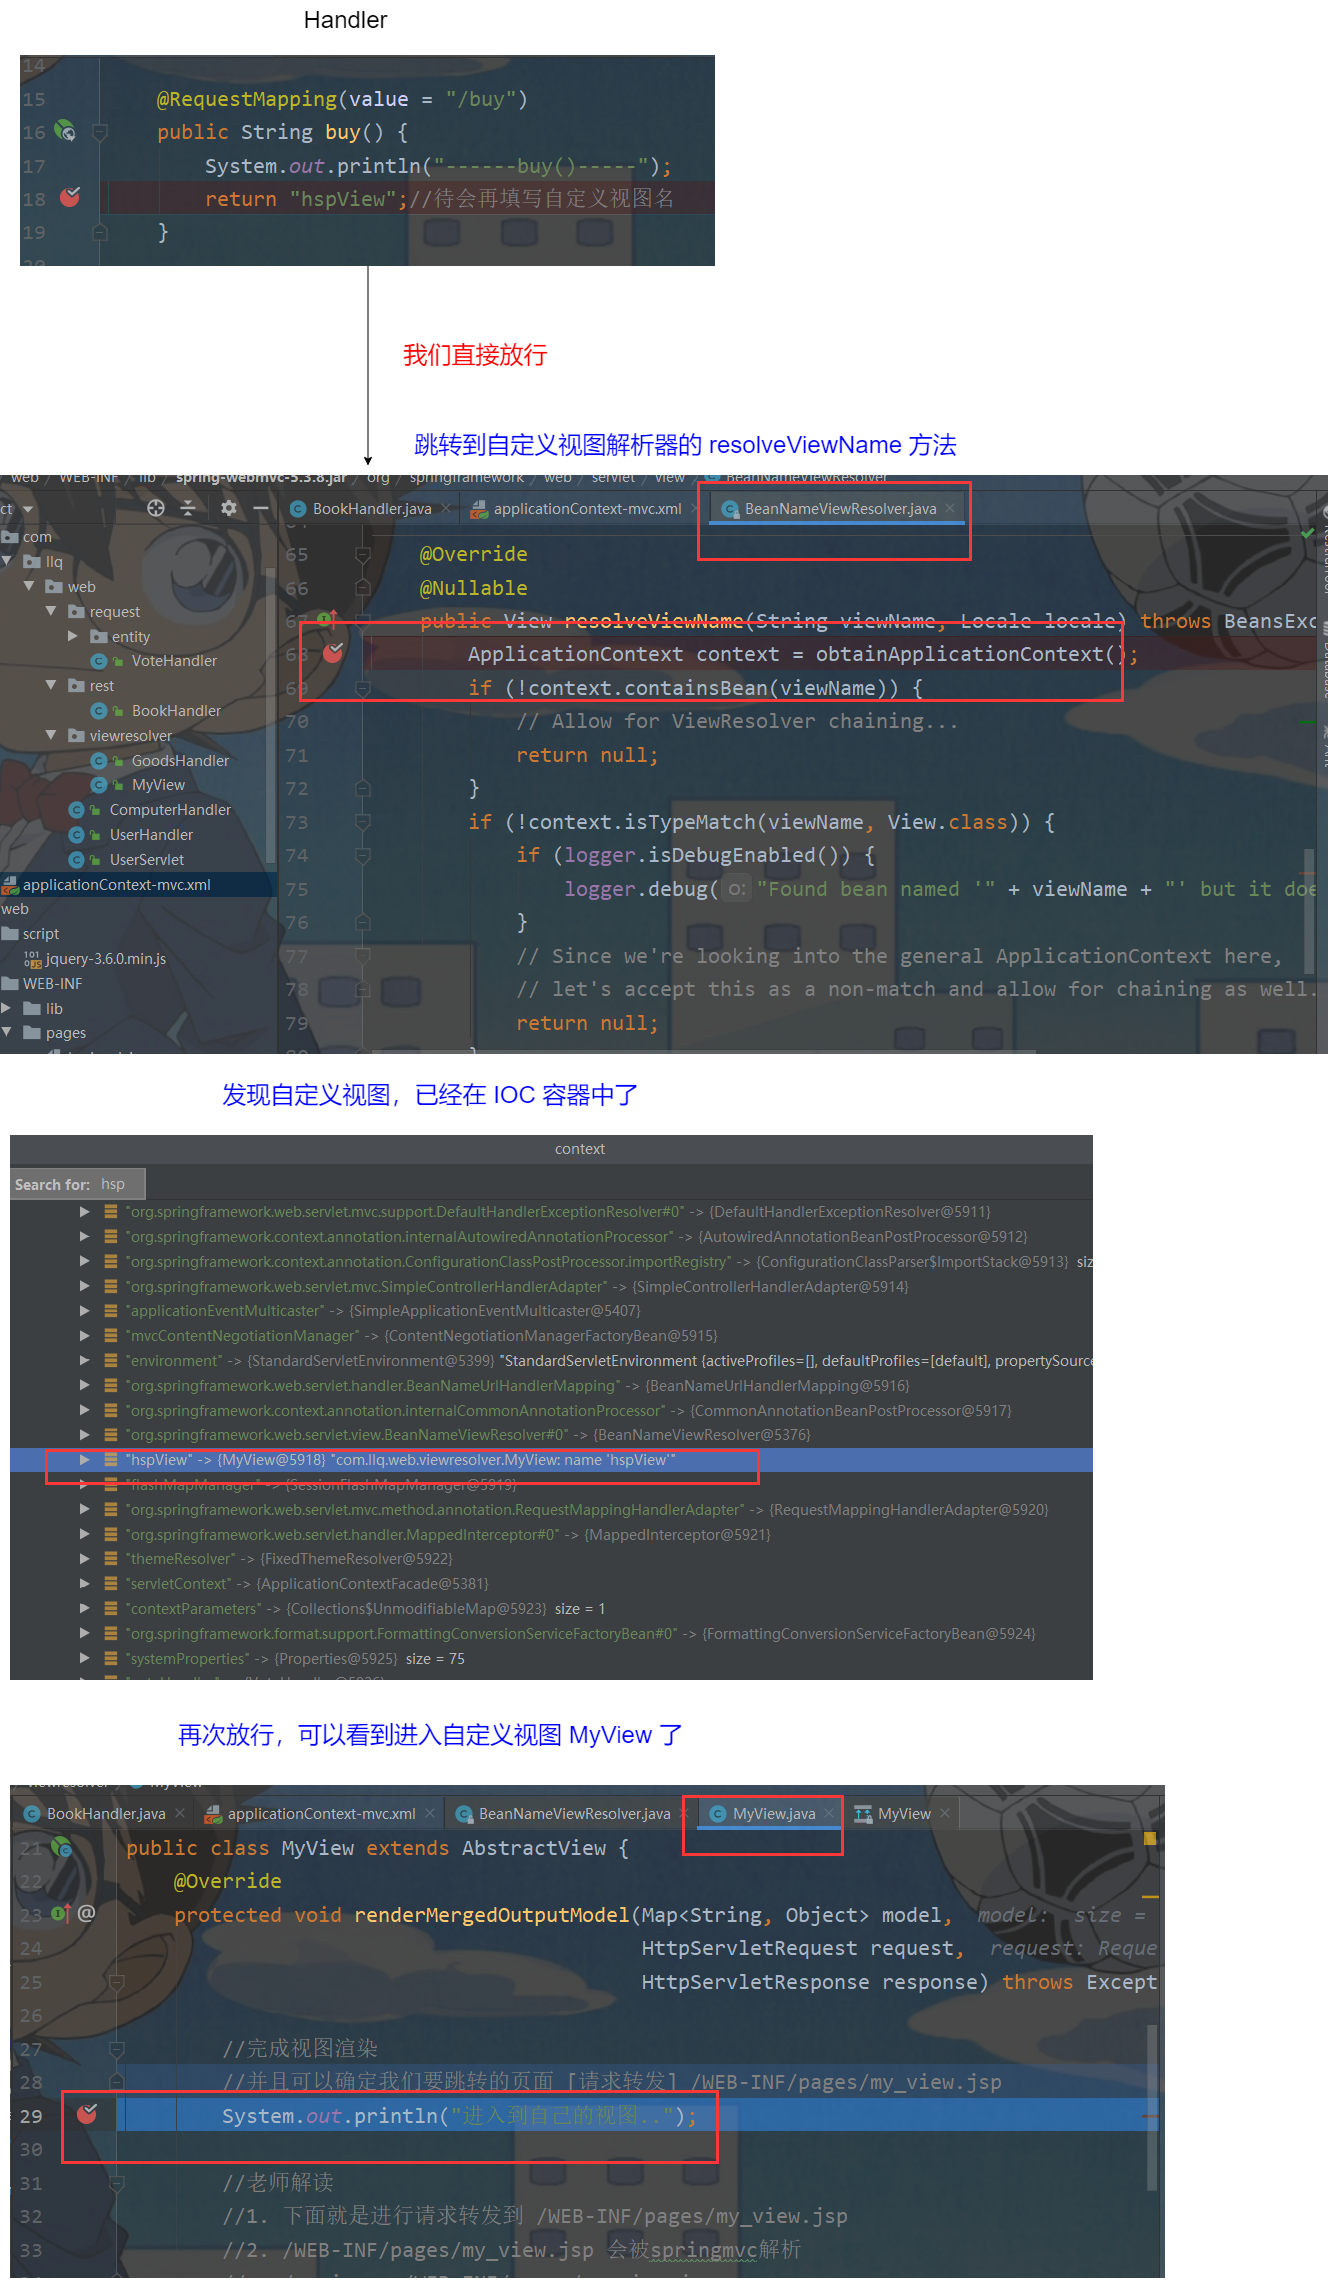 Handler
14
15 @RequestMapping(value = "/buy")
16 public String buy() {
17 System.out.println("------buy()-----");
18 return "hspView";//待会再填写自定义视图名
19 }
我们直接放行
跳转到自定义视图解析器的 resolveViewName 方法
web / WEB-INF / lib / spring-webmvc-5.3.8.jar / org / springframework / web / servlet / view / BeanNameViewResolver
ct BookHandler.java applicationContext-mvc.xml BeanNameViewResolver.java
com
llq
web
request
entity
VoteHandler
rest
BookHandler
viewresolver
GoodsHandler
MyView
ComputerHandler
UserHandler
UserServlet
applicationContext-mvc.xml
web
script
jquery-3.6.0.min.js
WEB-INF
lib
pages
65 @Override
66 @Nullable
67 public View resolveViewName(String viewName, Locale locale) throws BeansExc
68 ApplicationContext context = obtainApplicationContext();
69 if (!context.containsBean(viewName)) {
70 // Allow for ViewResolver chaining...
71 return null;
72 }
73 if (!context.isTypeMatch(viewName, View.class)) {
74 if (logger.isDebugEnabled()) {
75 logger.debug( o: "Found bean named '" + viewName + "' but it doe
76 }
77 // Since we're looking into the general ApplicationContext here,
78 // let's accept this as a non-match and allow for chaining as well.
79 return null;
发现自定义视图，已经在 IOC 容器中了
context
Search for: hsp
"org.springframework.web.servlet.mvc.support.DefaultHandlerExceptionResolver#0" -> {DefaultHandlerExceptionResolver@5911}
"org.springframework.context.annotation.internalAutowiredAnnotationProcessor" -> {AutowiredAnnotationBeanPostProcessor@5912}
"org.springframework.context.annotation.ConfigurationClassPostProcessor.importRegistry" -> {ConfigurationClassParser$ImportStack@5913} siz
"org.springframework.web.servlet.mvc.SimpleControllerHandlerAdapter" -> {SimpleControllerHandlerAdapter@5914}
"applicationEventMulticaster" -> {SimpleApplicationEventMulticaster@5407}
"mvcContentNegotiationManager" -> {ContentNegotiationManagerFactoryBean@5915}
"environment" -> {StandardServletEnvironment@5399} "StandardServletEnvironment {activeProfiles=[], defaultProfiles=[default], propertySource
"org.springframework.web.servlet.handler.BeanNameUrlHandlerMapping" -> {BeanNameUrlHandlerMapping@5916}
"org.springframework.context.annotation.internalCommonAnnotationProcessor" -> {CommonAnnotationBeanPostProcessor@5917}
"org.springframework.web.servlet.view.BeanNameViewResolver#0" -> {BeanNameViewResolver@5376}
"hspView" -> {MyView@5918} "com.llq.web.viewresolver.MyView: name 'hspView'"
"flashMapManager" -> {SessionFlashMapManager@5919}
"org.springframework.web.servlet.mvc.method.annotation.RequestMappingHandlerAdapter" -> {RequestMappingHandlerAdapter@5920}
"org.springframework.web.servlet.handler.MappedInterceptor#0" -> {MappedInterceptor@5921}
"themeResolver" -> {FixedThemeResolver@5922}
"servletContext" -> {ApplicationContextFacade@5381}
"contextParameters" -> {Collections$UnmodifiableMap@5923} size = 1
"org.springframework.format.support.FormattingConversionServiceFactoryBean#0" -> {FormattingConversionServiceFactoryBean@5924}
"systemProperties" -> {Properties@5925} size = 75
再次放行，可以看到进入自定义视图 MyView 了
BookHandler.java applicationContext-mvc.xml BeanNameViewResolver.java MyView.java MyView
21 public class MyView extends AbstractView {
22 @Override
23 @ protected void renderMergedOutputModel(Map<String, Object> model, model: size =
24 HttpServletRequest request, request: Reque
25 HttpServletResponse response) throws Except
26
27 //完成视图渲染
28 //并且可以确定我们要跳转的页面 [请求转发] /WEB-INF/pages/my_view.jsp
29 System.out.println("进入到自己的视图..");
30
31 //老师解读
32 //1. 下面就是进行请求转发到 /WEB-INF/pages/my_view.jsp
33 //2. /WEB-INF/pages/my_view.jsp 会被springmvc解析